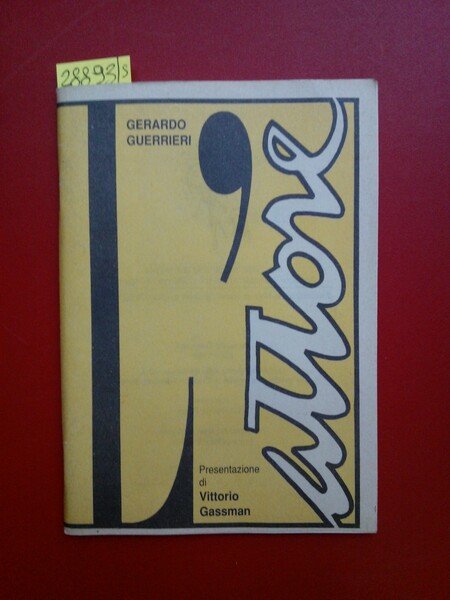 28893/s
GERARDO
GUERRIERI
L'attore
Presentazione
di
Vittorio
Gassman